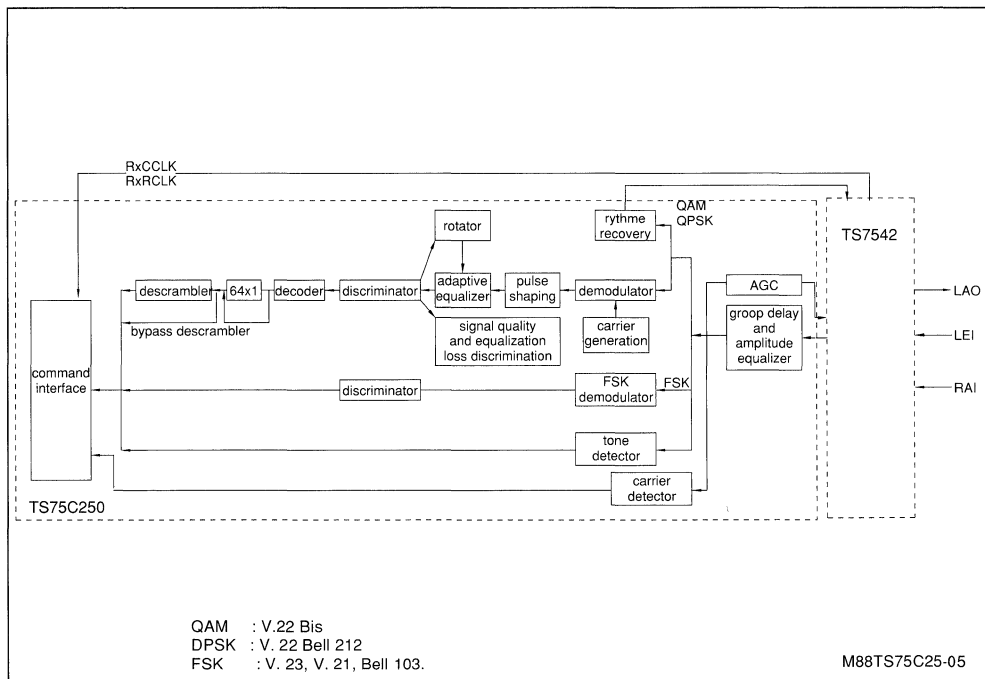 RxCCLK
RxRCLK
QAM
QPSK
rythme
recovery
TS7542
rotator
descrambler
64x1
decoder
discriminator
adaptive
equalizer
pulse
shaping
demodulator
AGC
LAO
bypass descrambler
signal quality
and equalization
loss discrimination
carrier
generation
groop delay
and
amplitude
equalizer
LEI
command
interface
discriminator
FSK
demodulator
FSK
RAI
tone
detector
carrier
detector
TS75C250
QAM : V.22 Bis
DPSK : V. 22 Bell 212
FSK : V. 23, V. 21, Bell 103.
M88TS75C25-05